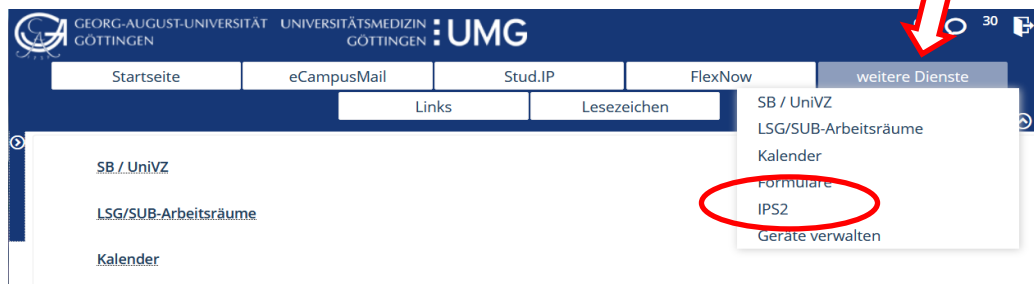 GEORG-AUGUST-UNIVERSITÄT UNIVERSITÄTSMEDIZIN UMG
GÖTTINGEN GÖTTINGEN
30
Startseite eCampusMail Stud.IP FlexNow weitere Dienste
Links Lesezeichen
SB / UniVZ
LSG/SUB-Arbeitsräume
Kalender
Formulare
IPS2
Geräte verwalten
SB / UniVZ
LSG/SUB-Arbeitsräume
Kalender